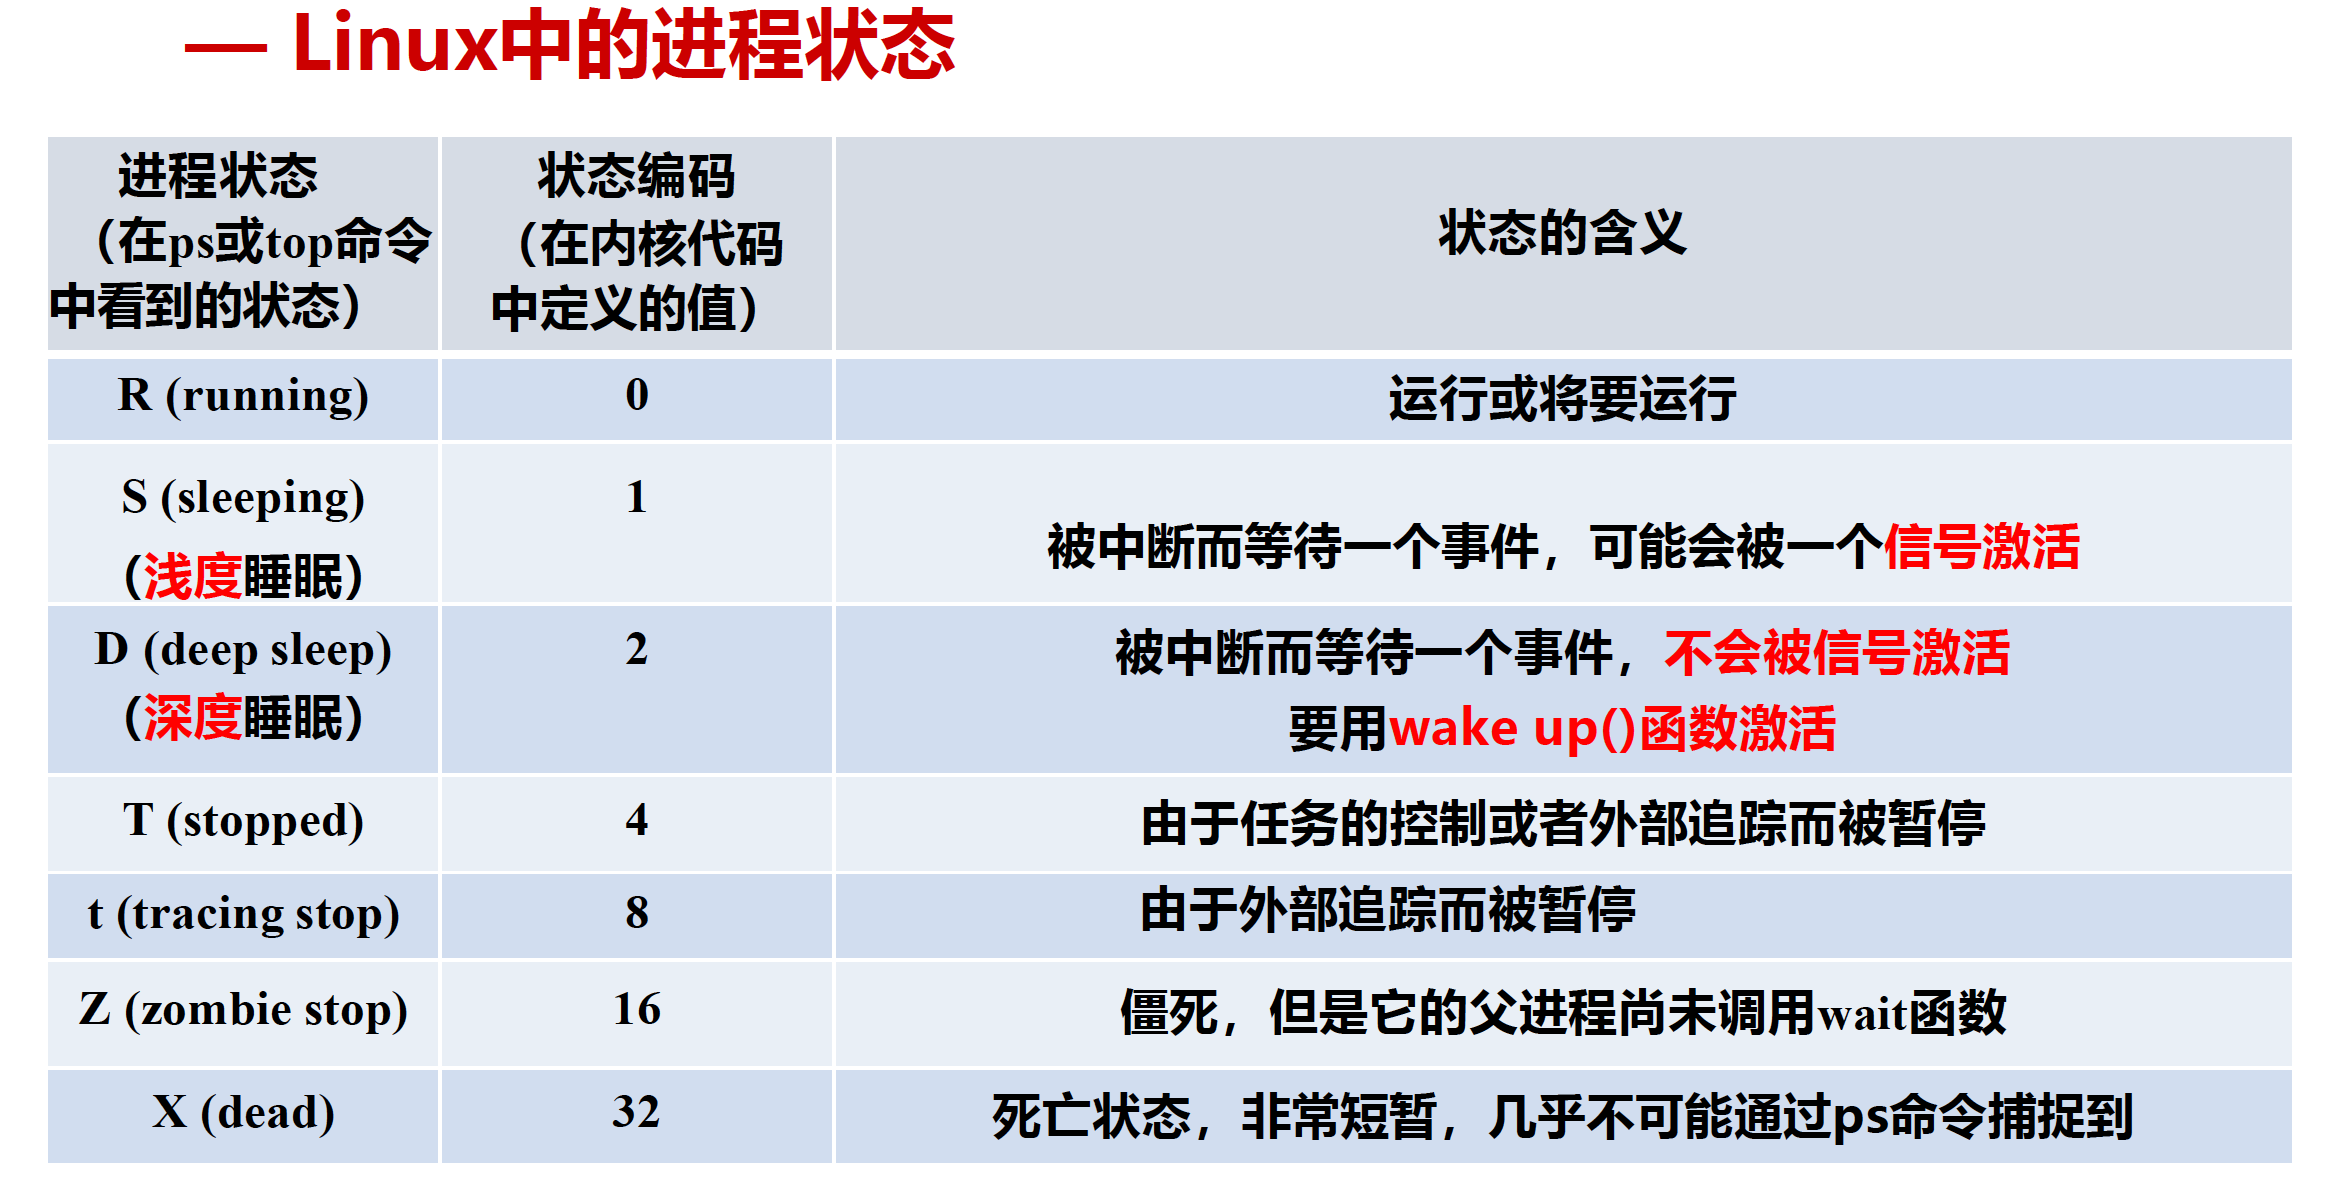 — Linux中的进程状态
进程状态
（在ps或top命令
中看到的状态）
状态编码
（在内核代码
中定义的值）
状态的含义
R (running)
0
运行或将要运行
S (sleeping)
（浅度睡眠）
1
被中断而等待一个事件，可能会被一个信号激活
D (deep sleep)
（深度睡眠）
2
被中断而等待一个事件，不会被信号激活
要用wake up()函数激活
T (stopped)
4
由于任务的控制或者外部追踪而被暂停
t (tracing stop)
8
由于外部追踪而被暂停
Z (zombie stop)
16
僵死，但是它的父进程尚未调用wait函数
X (dead)
32
死亡状态，非常短暂，几乎不可能通过ps命令捕捉到